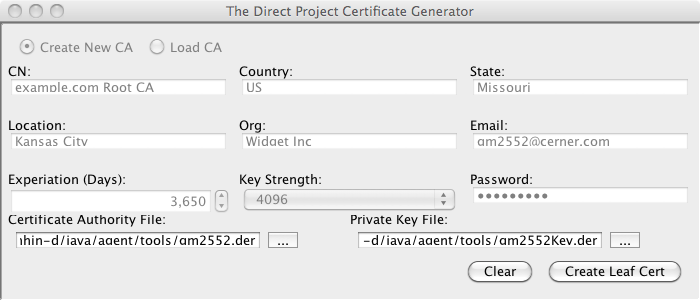 The Direct Project Certificate Generator
Create New CA Load CA
CN: Country: State:
example.com Root CA US Missouri
Location: Org: Email:
Kansas City Widget Inc gm2552@cerner.com
Experiation (Days): Key Strength: Password:
3,650 4096 •••••••••
Certificate Authority File: Private Key File:
hin-d/java/agent/tools/gm2552.der ... -d/java/agent/tools/gm2552Key.der ...
Clear Create Leaf Cert